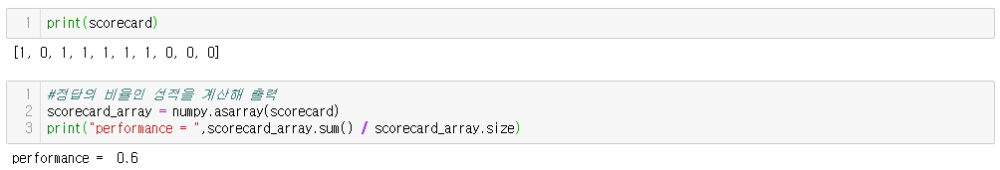 1 print(scorecard)
[1, 0, 1, 1, 1, 1, 1, 0, 0, 0]
1 #정답의 비율인 성적을 계산해 출력
2 scorecard_array = numpy.asarray(scorecard)
3 print("performance = ",scorecard_array.sum() / scorecard_array.size)
performance =  0.6